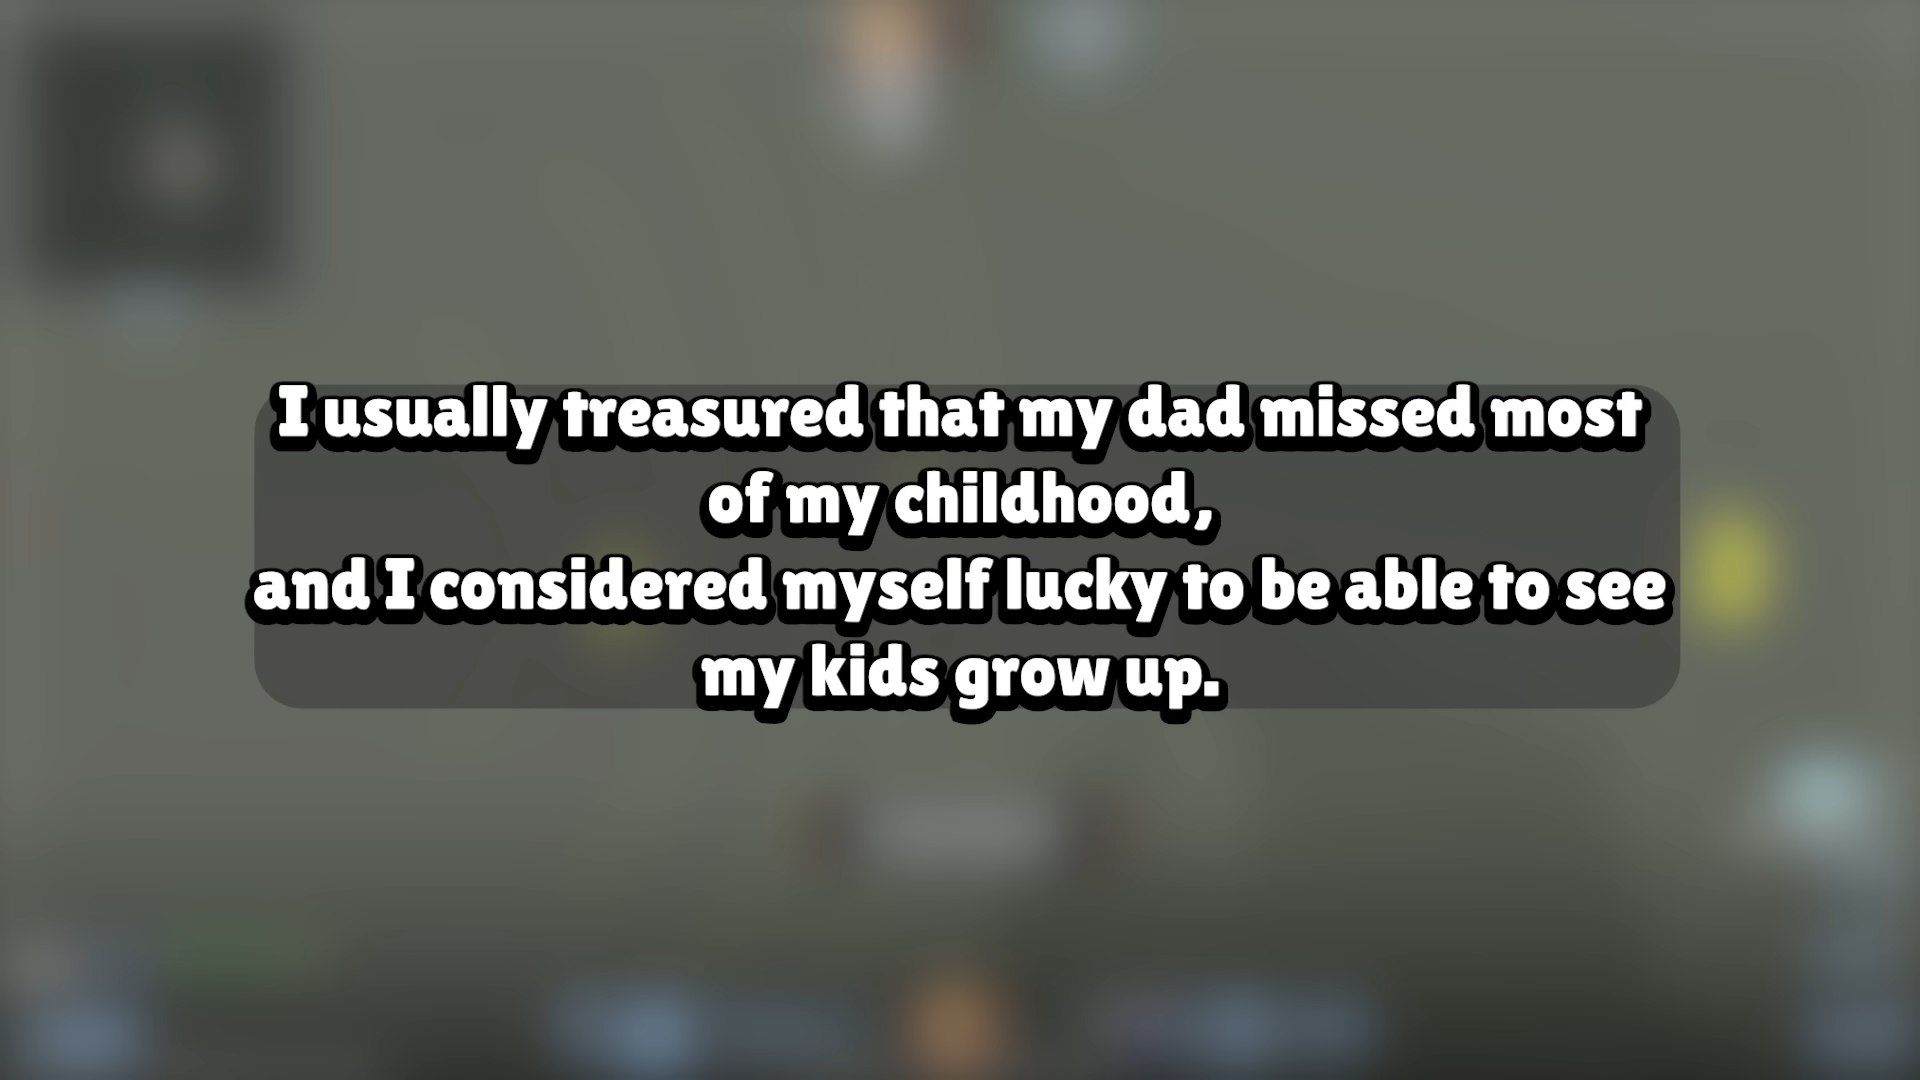 I usually treasured that my dad missed most
of my childhood,
and I considered myself lucky to be able to see
my kids grow up.